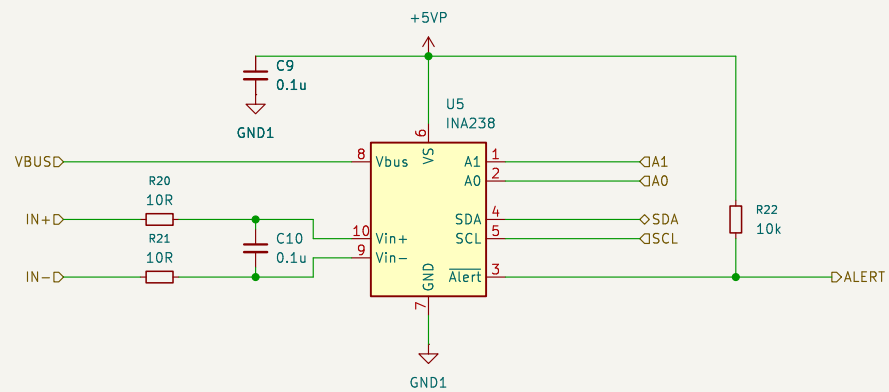 +5VP
C9
0.1u
GND1
U5
INA238
6
VS
VBUS
8
Vbus
A1
1
A1
A0
2
A0
R20
10R
IN+
10
Vin+
SDA
4
SDA
R22
10k
R21
10R
C10
0.1u
SCL
5
SCL
9
Vin-
IN-
GND
7
Alert
3
ALERT
GND1